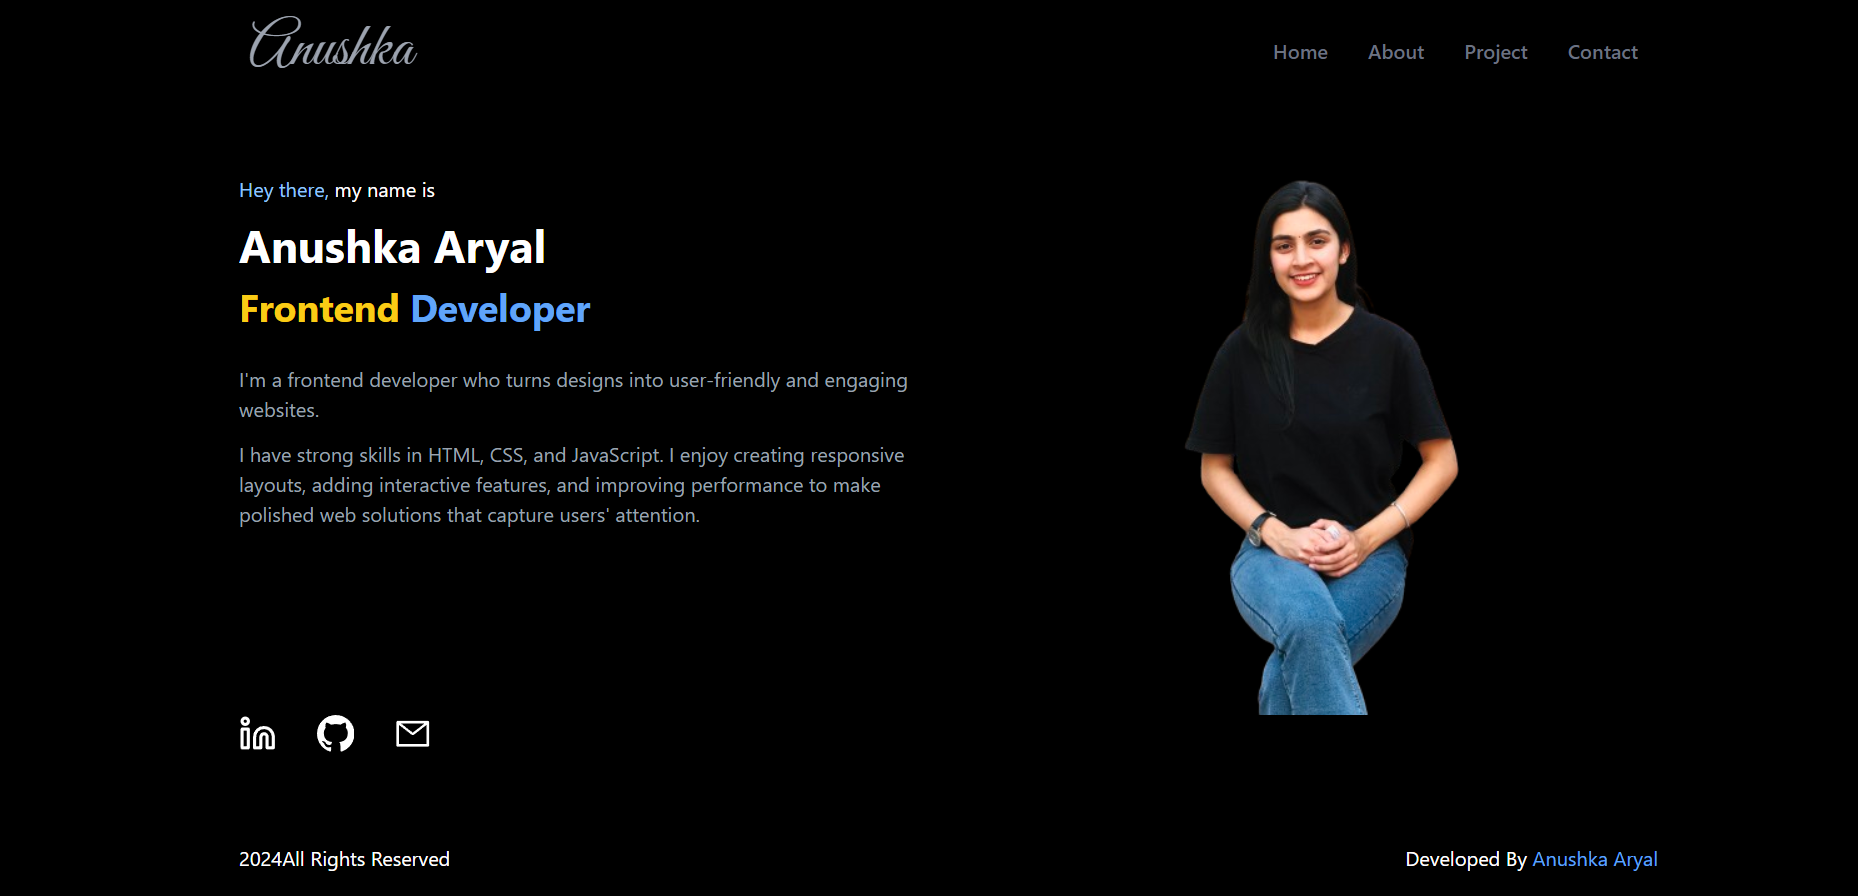 Anushka
Home About Project Contact
Hey there, my name is
Anushka Aryal
Frontend Developer
I'm a frontend developer who turns designs into user-friendly and engaging
websites.
I have strong skills in HTML, CSS, and JavaScript. I enjoy creating responsive
layouts, adding interactive features, and improving performance to make
polished web solutions that capture users' attention.
in
2024All Rights Reserved
Developed By Anushka Aryal